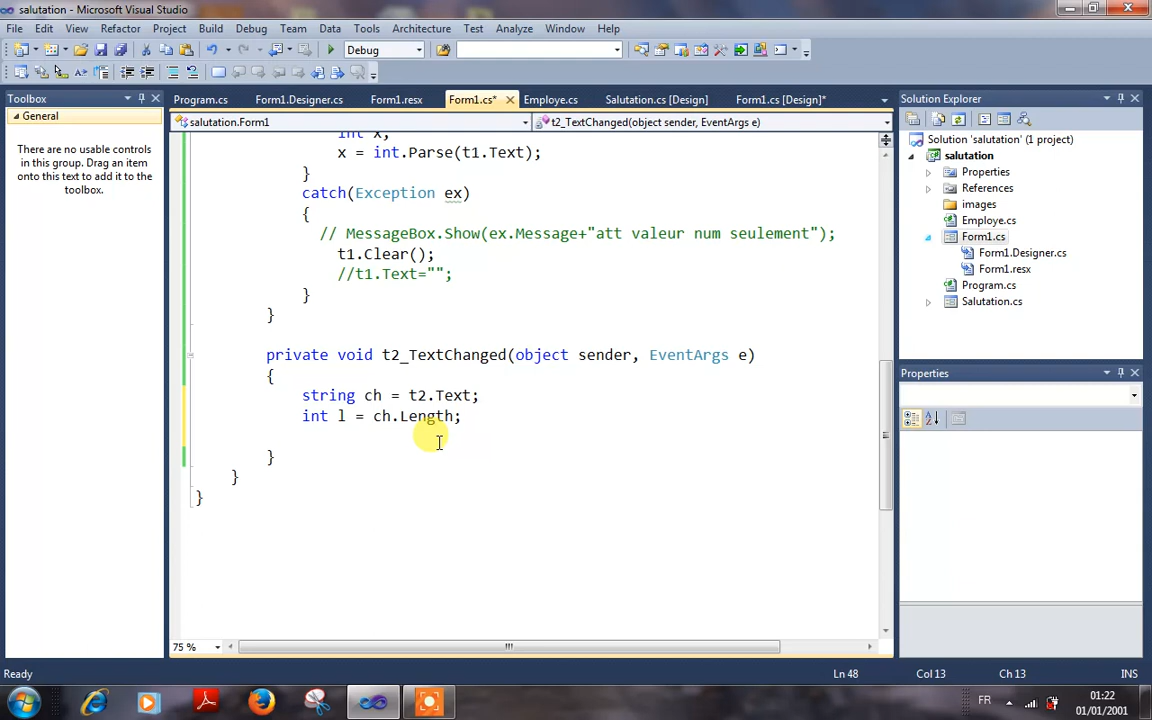 salutation - Microsoft Visual Studio
File Edit View Refactor Project Build Debug Team Data Tools Architecture Test Analyze Window Help
Debug
Toolbox
General
There are no usable controls
in this group. Drag an item
onto this text to add it to the
toolbox.
Program.cs Form1.Designer.cs Form1.resx Form1.cs* Employe.cs Salutation.cs [Design] Form1.cs [Design]*
salutation.Form1 t2_TextChanged(object sender, EventArgs e)
int x;
x = int.Parse(t1.Text);
}
catch(Exception ex)
{
// MessageBox.Show(ex.Message+"att valeur num seulement");
t1.Clear();
//t1.Text="";
}
}
private void t2_TextChanged(object sender, EventArgs e)
{
string ch = t2.Text;
int l = ch.Length;
}
}
}
75 %
Solution Explorer
Solution 'salutation' (1 project)
salutation
Properties
References
images
Employe.cs
Form1.cs
Form1.Designer.cs
Form1.resx
Program.cs
Salutation.cs
Properties
Ready Ln 48 Col 13 Ch 13 INS
FR
01:22
01/01/2001